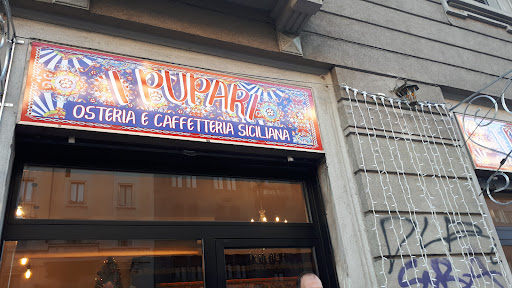 I PUPARI
OSTERIA E CAFFETTERIA SICILIANA